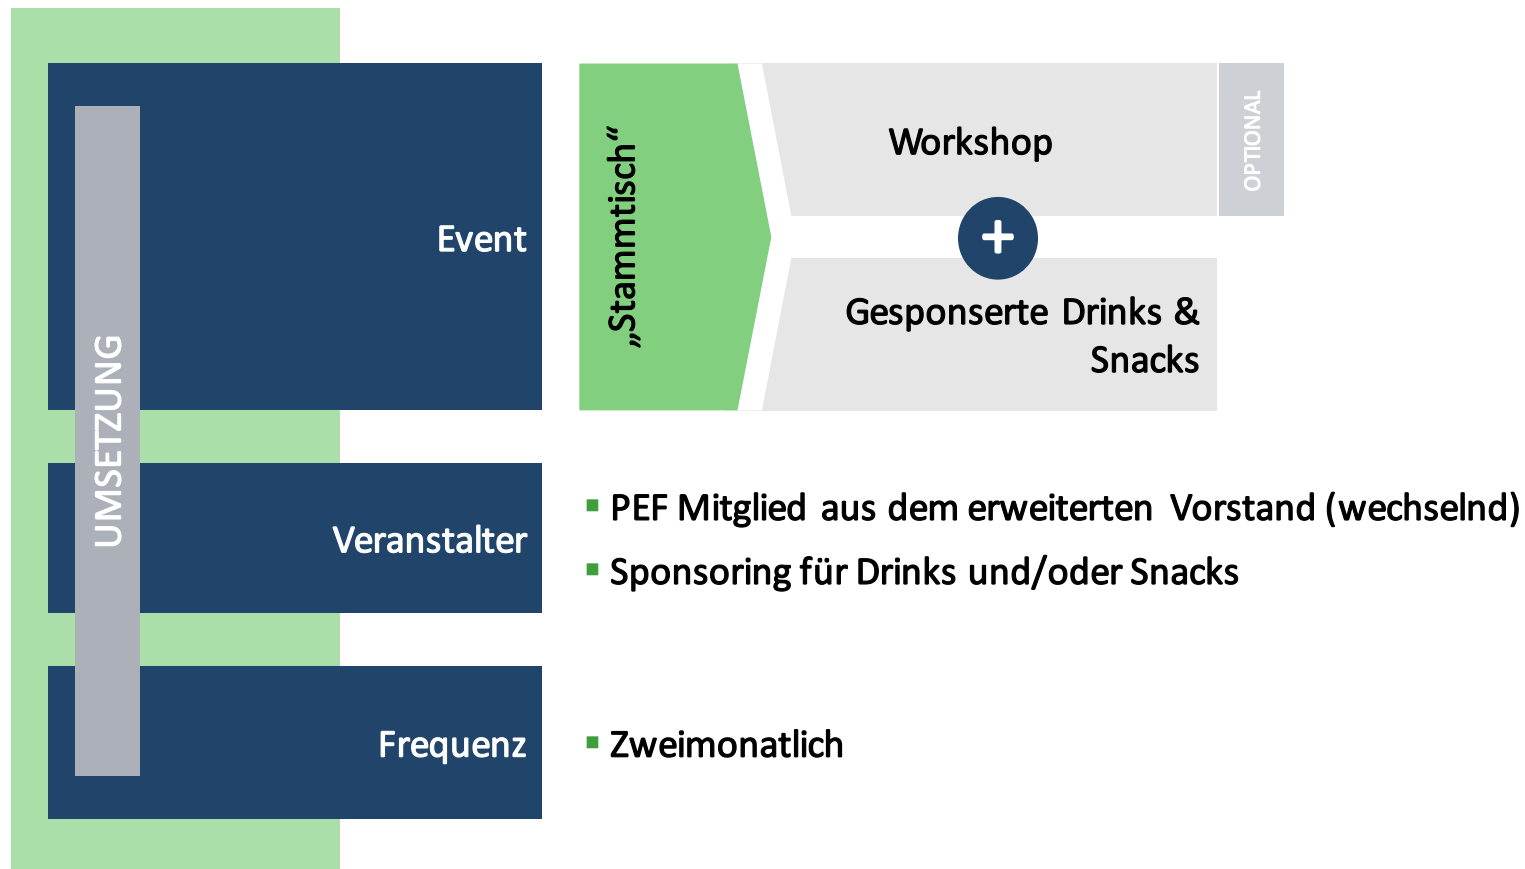 UMSETZUNG
Event
„Stammtisch“
Workshop
OPTIONAL
+
Gesponserte Drinks &
Snacks
Veranstalter
▪ PEF Mitglied aus dem erweiterten Vorstand (wechselnd)
▪ Sponsoring für Drinks und/oder Snacks
Frequenz
▪ Zweimonatlich